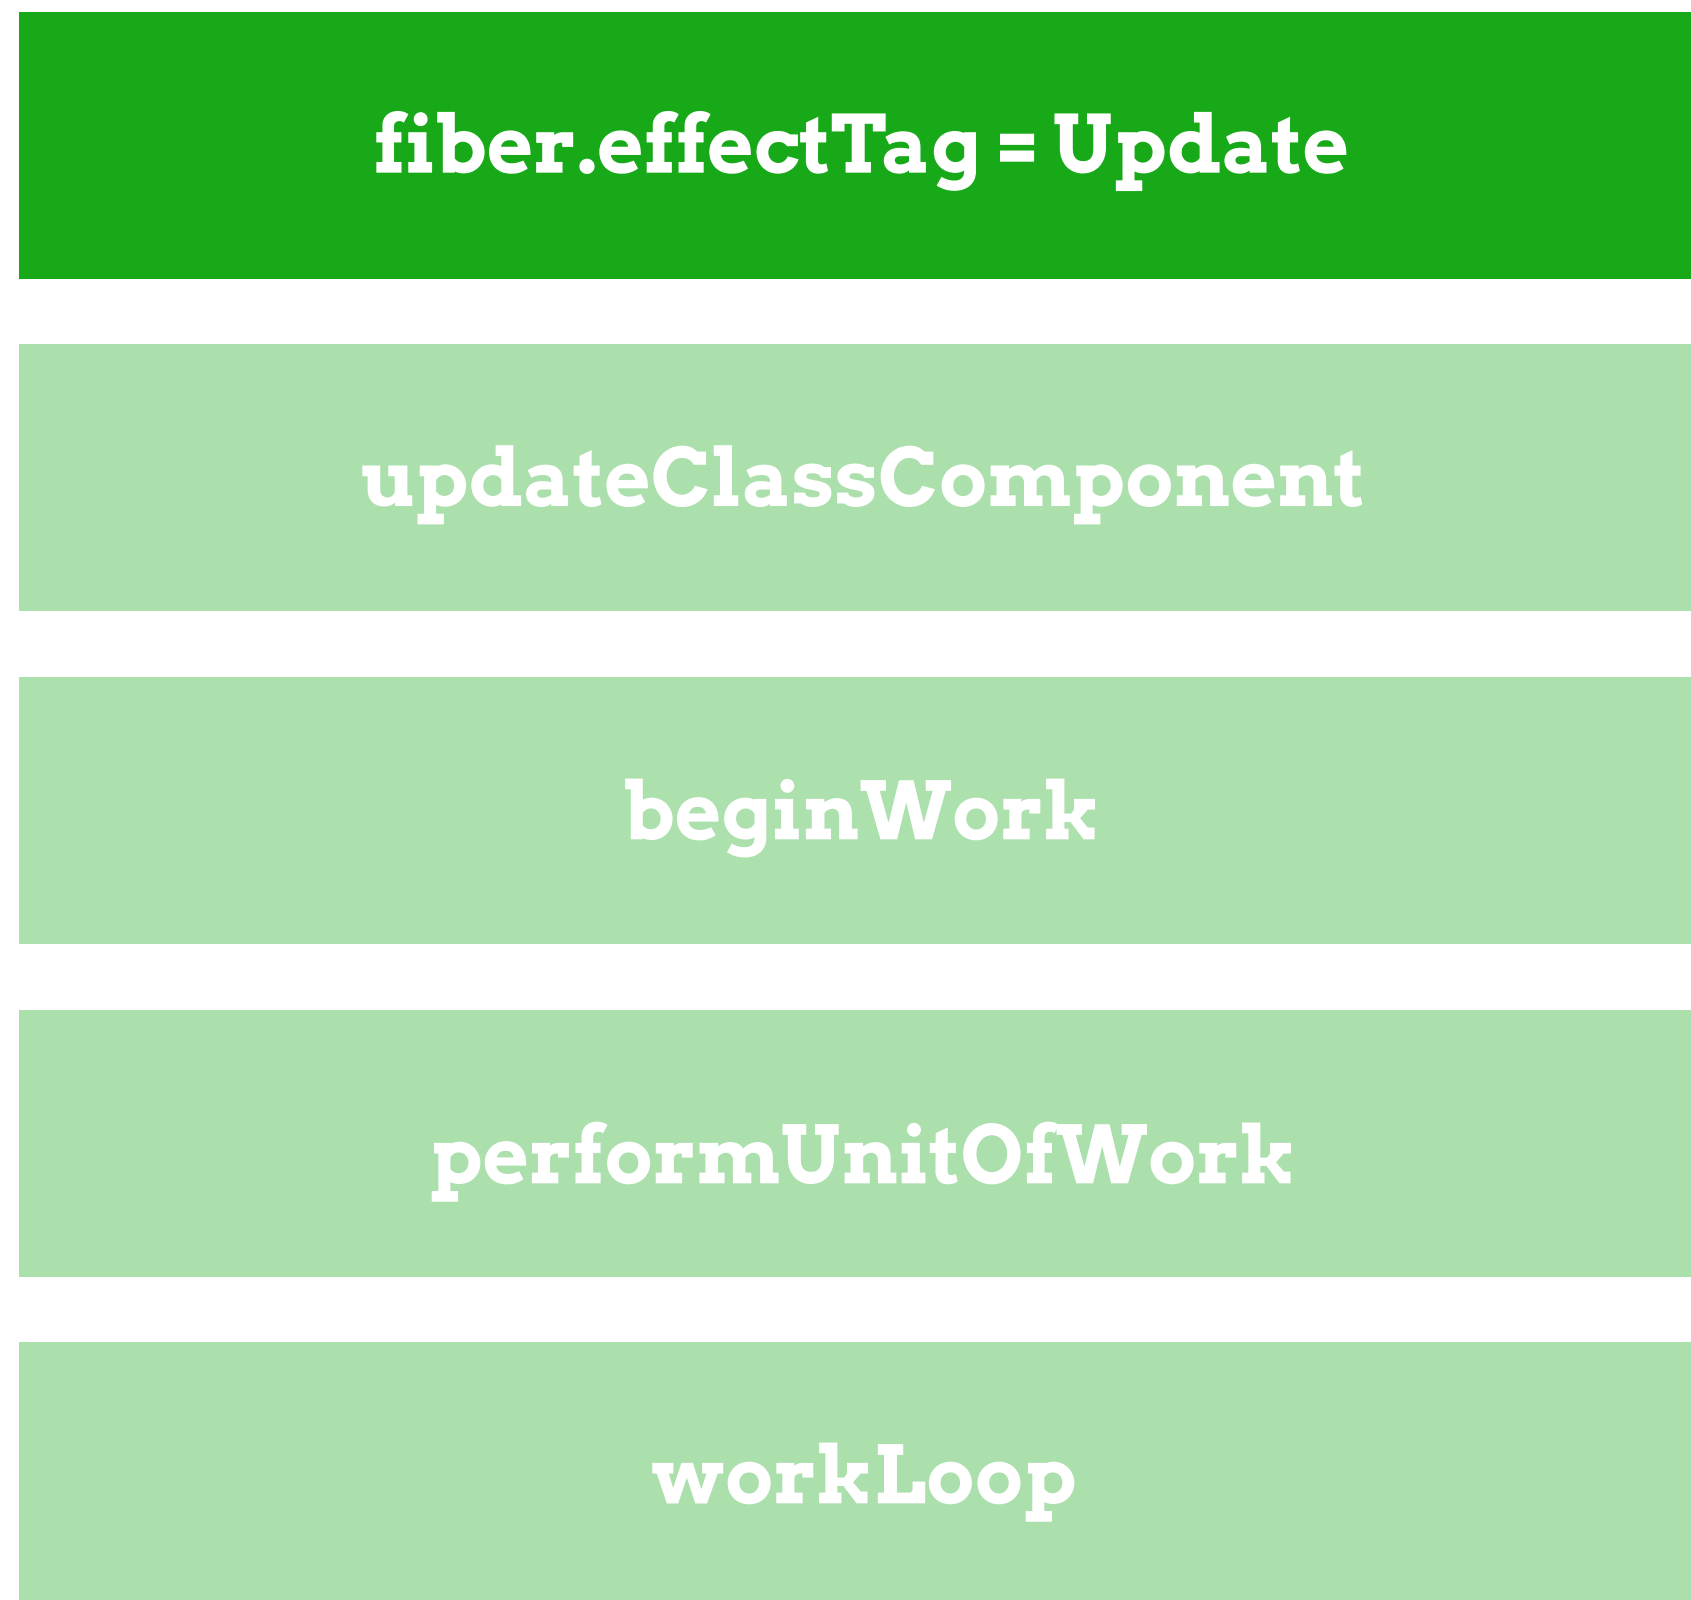 fiber.effectTag = Update
updateClassComponent
beginWork
performUnitOfWork
workLoop